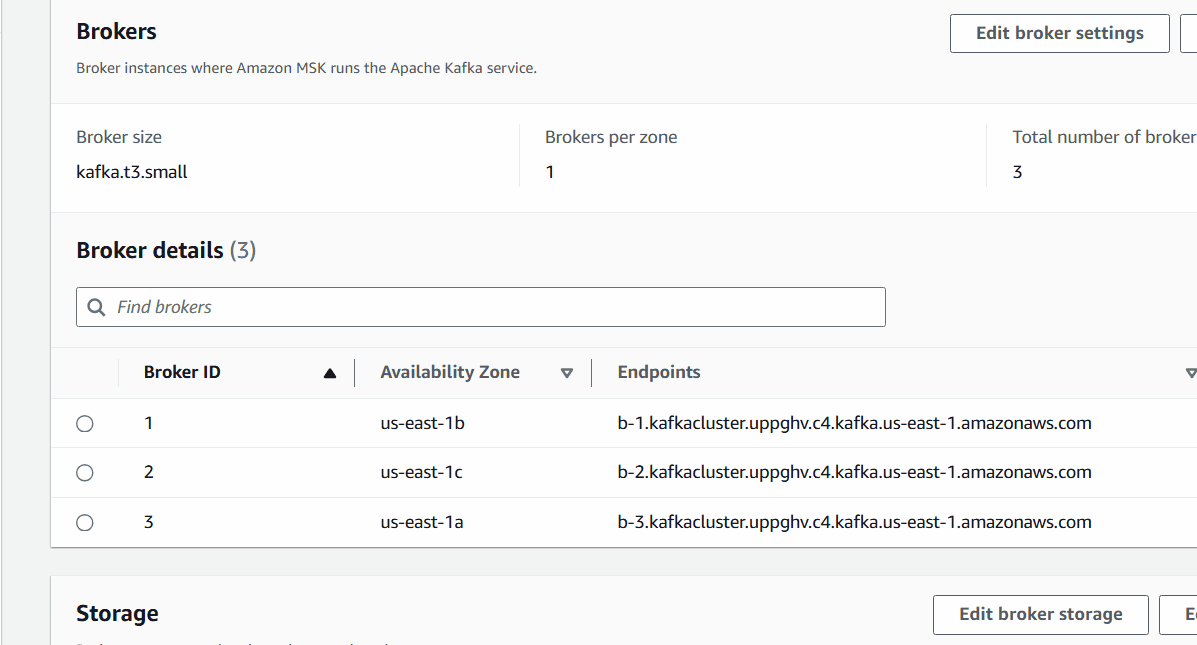 Brokers
Edit broker settings
Broker instances where Amazon MSK runs the Apache Kafka service.
Broker size
Brokers per zone
Total number of broker
kafka.t3.small
1
3
Broker details (3)
Find brokers
Broker ID
Availability Zone
Endpoints
1 us-east-1b b-1.kafkacluster.uppghv.c4.kafka.us-east-1.amazonaws.com
2 us-east-1c b-2.kafkacluster.uppghv.c4.kafka.us-east-1.amazonaws.com
3 us-east-1a b-3.kafkacluster.uppghv.c4.kafka.us-east-1.amazonaws.com
Storage
Edit broker storage